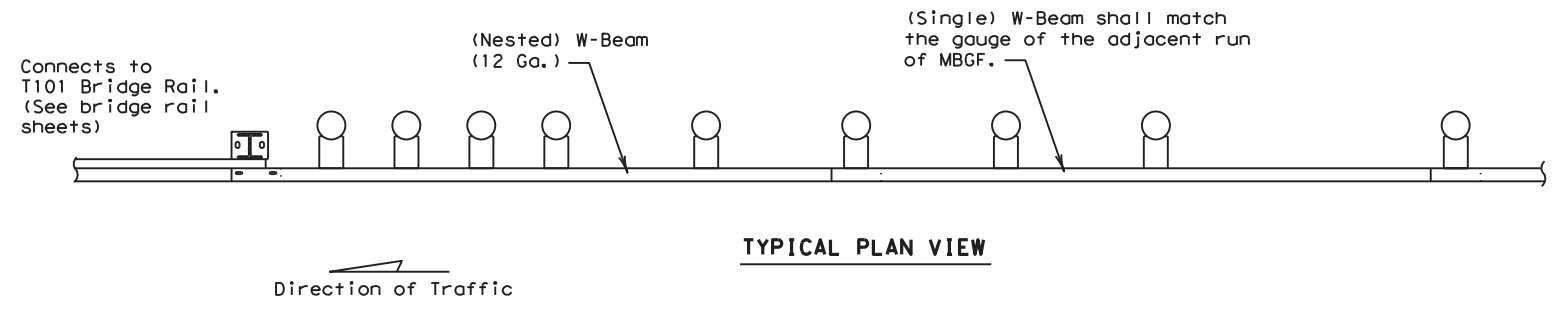 Connects to
T101 Bridge Rail.
(See bridge rail
sheets)
(Nested) W-Beam
(12 Ga.)
(Single) W-Beam shall match
the gauge of the adjacent run
of MBGF.
TYPICAL PLAN VIEW
Direction of Traffic